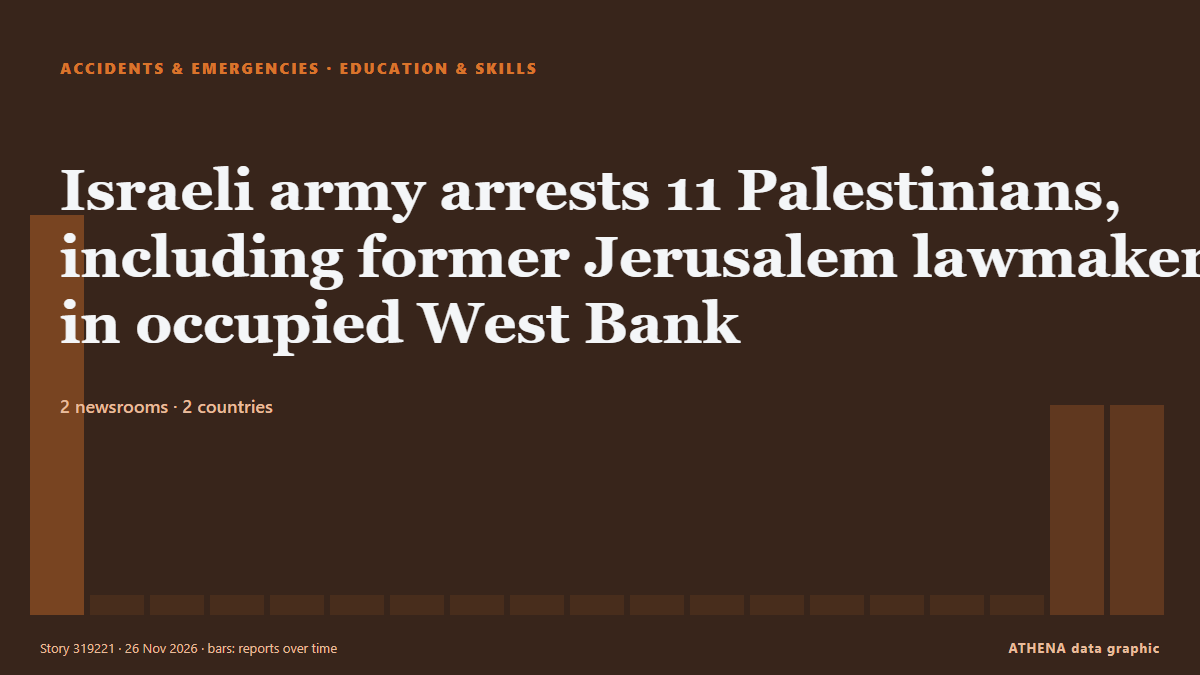 ACCIDENTS & EMERGENCIES · EDUCATION & SKILLS
Israeli army arrests 11 Palestinians,
including former Jerusalem lawmaker
in occupied West Bank
2 newsrooms · 2 countries
Story 319221 · 26 Nov 2026 · bars: reports over time
ATHENA data graphic